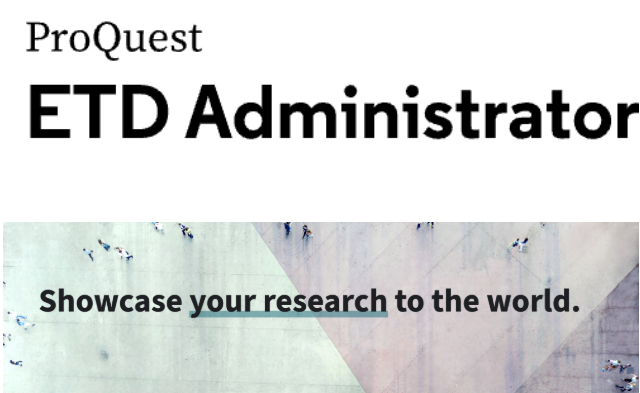 ProQuest
ETD Administrator
Showcase your research to the world.